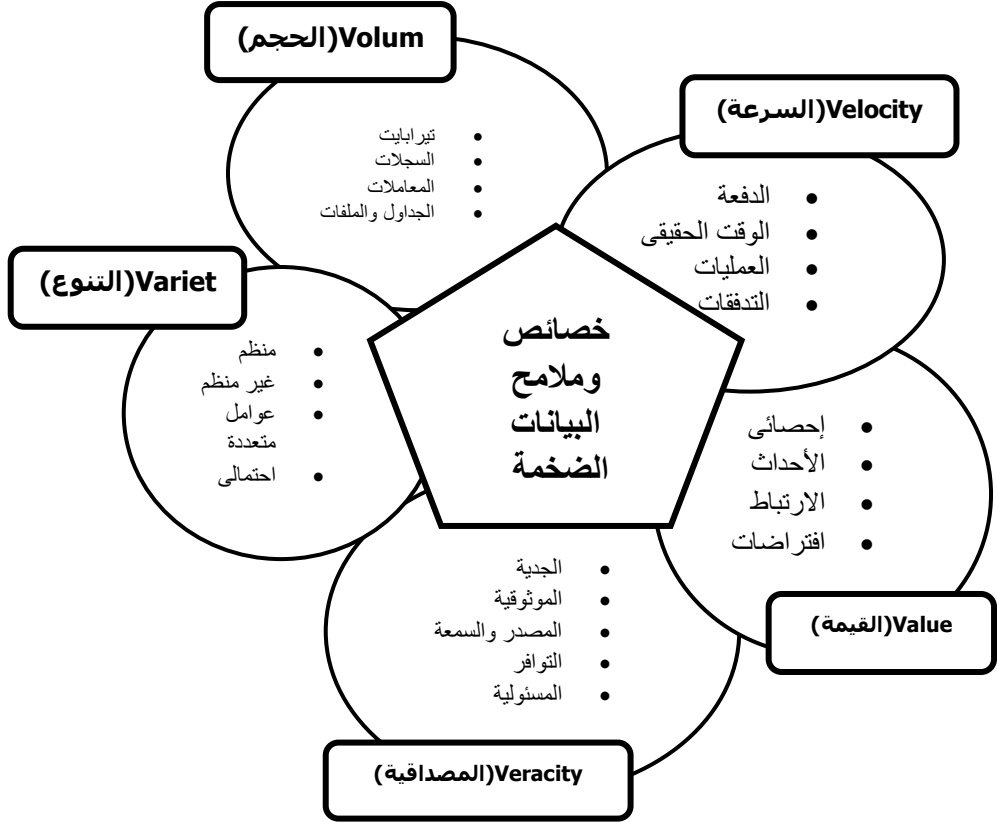 Volum(الحجم)
• تيرابايت
• السجلات
• المعاملات
• الجداول والملفات
Velocity(السرعة)
• الدفعة
• الوقت الحقيقى
• العمليات
• التدفقات
Variet(التنوع)
• منظم
• غير منظم
• عوامل
متعددة
• احتمالى
خصائص
وملامح
البيانات
الضخمة
• إحصائى
• الأحداث
• الارتباط
• افتراضات
Value(القيمة)
• الجدية
• الموثوقية
• المصدر والسمعة
• التوافر
• المسئولية
Veracity(المصداقية)